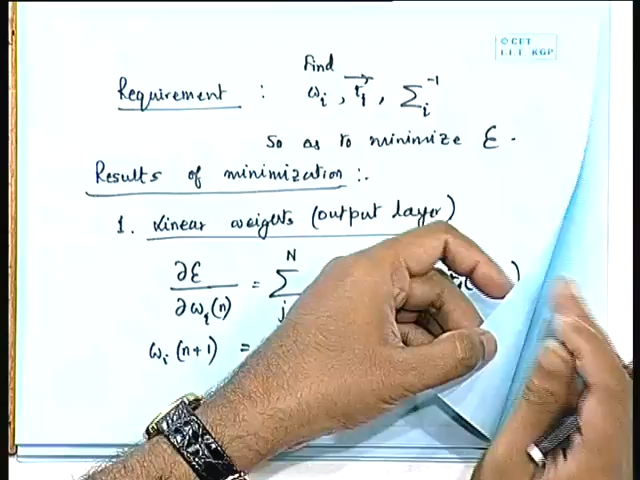 © CET
I.I.T. KGP
Find
Requirement : ωᵢ, tᵢ→, Σᵢ⁻¹
so as to minimize ℰ.
Results of minimization :.
1. Linear weights (output layer)
∂ℰ/∂ωᵢ(n) = Σ N j
ωᵢ(n+1) =